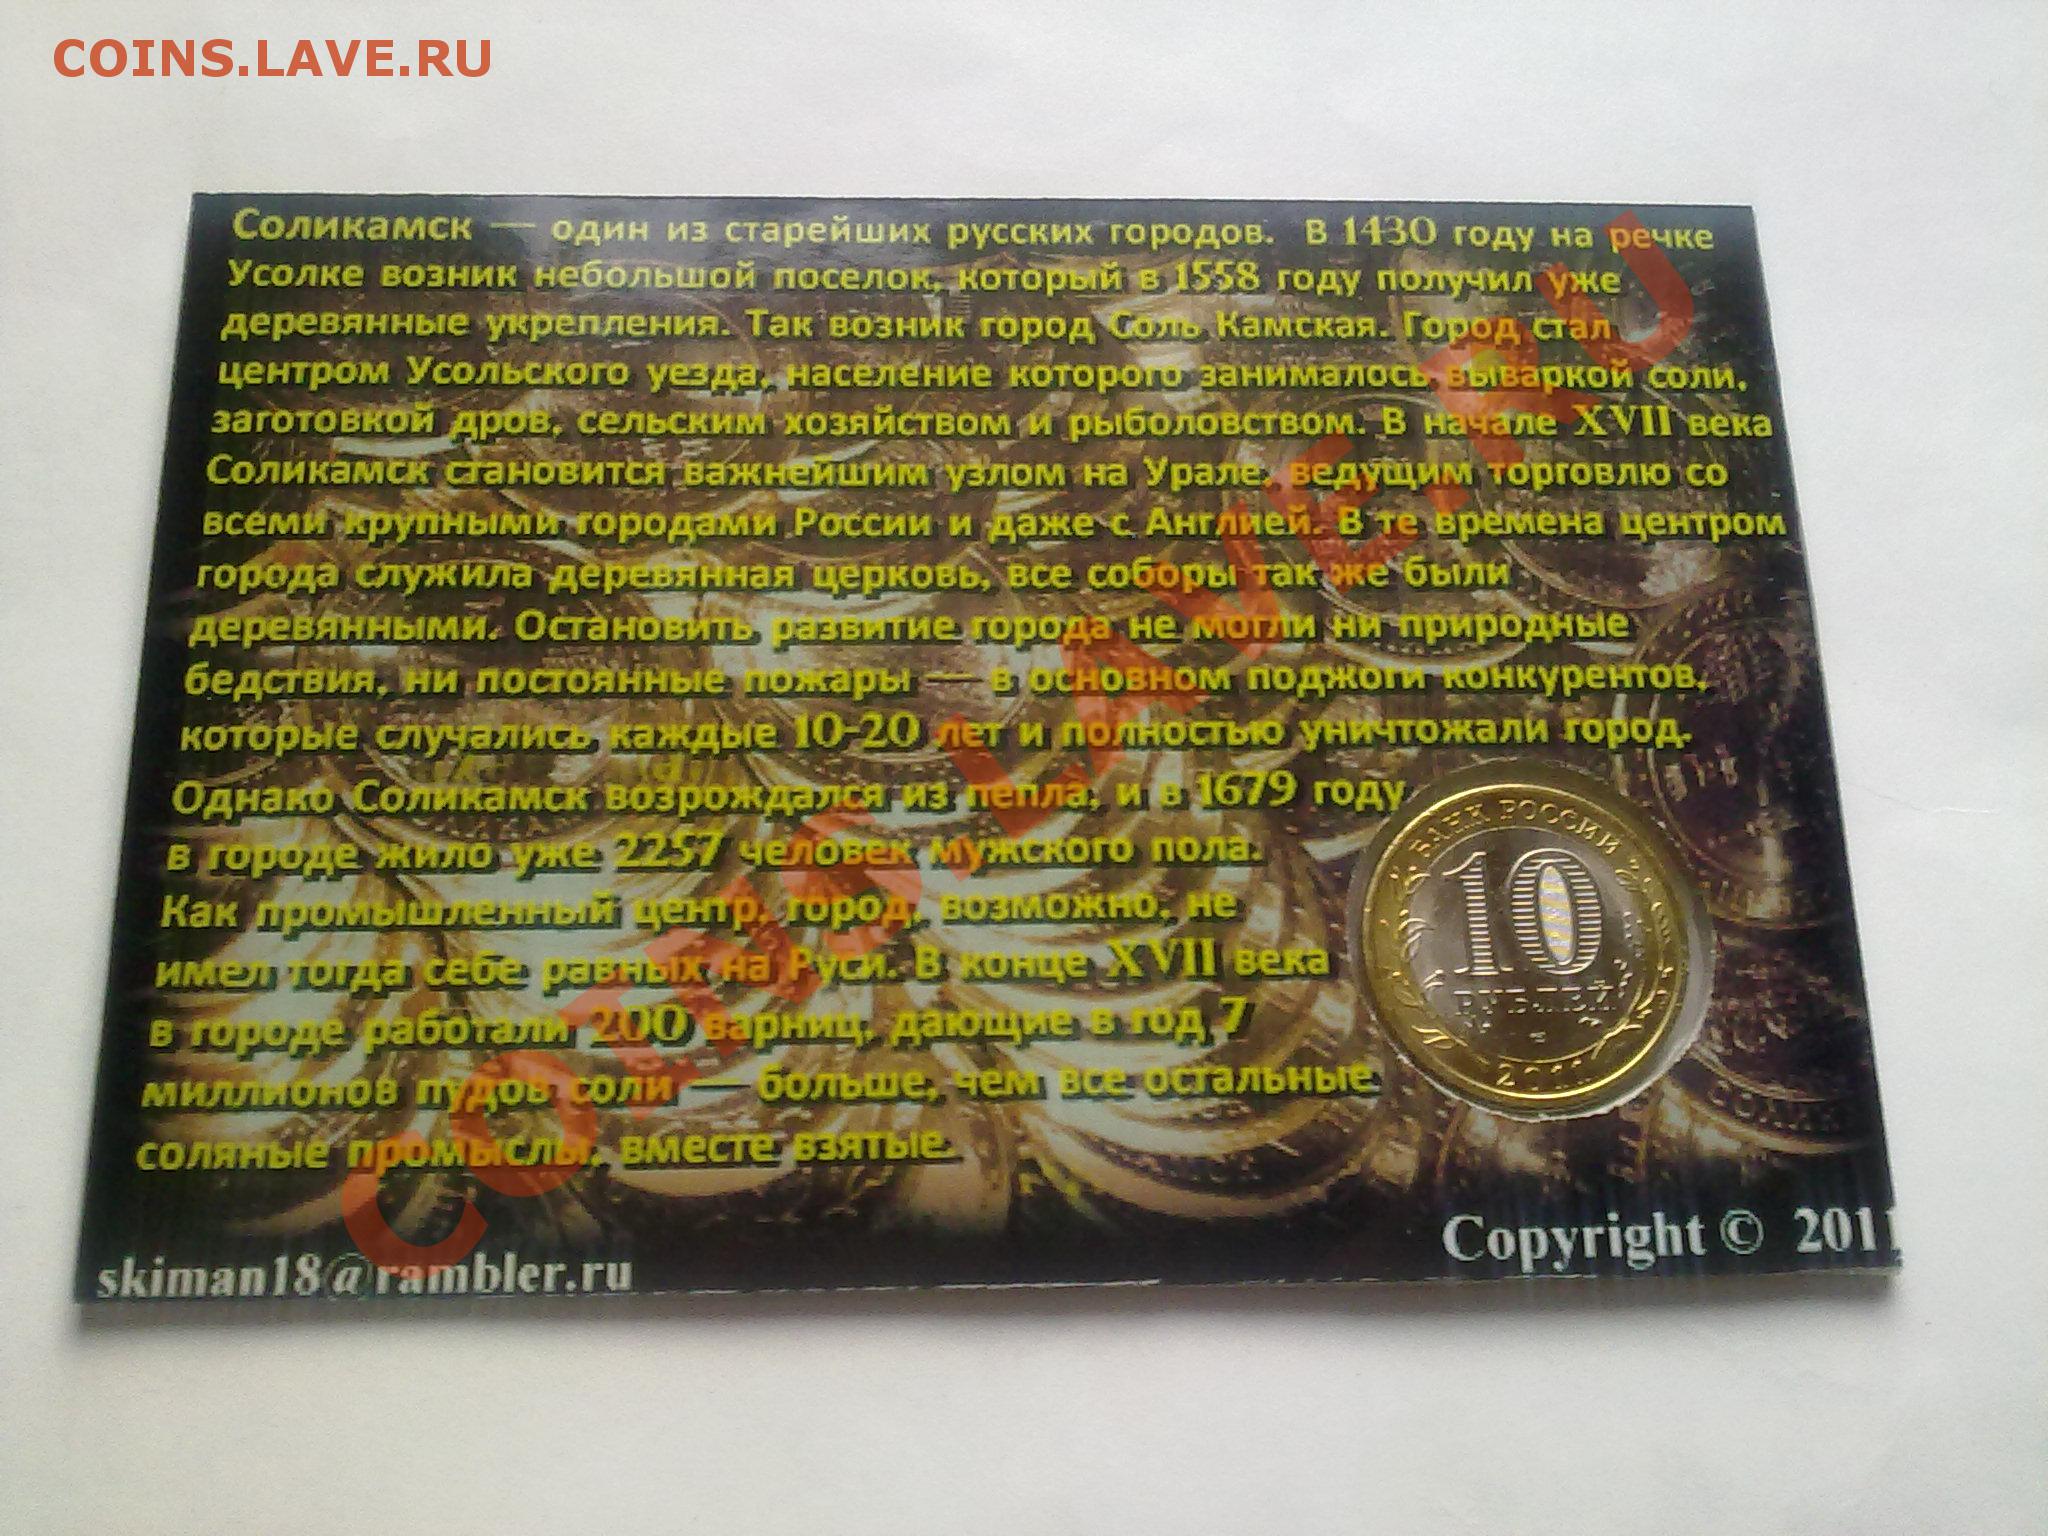 COINS.LAVE.RU
Соликамск — один из старейших русских городов. В 1430 году на речке
Усолке возник небольшой поселок, который в 1558 году получил уже
деревянные укрепления. Так возник город Соль Камская. Город стал
центром Усольского уезда, население которого занималось вываркой соли,
заготовкой дров, сельским хозяйством и рыболовством. В начале XVII века
Соликамск становится важнейшим узлом на Урале, ведущим торговлю со
всеми крупными городами России и даже с Англией. В те времена центром
города служила деревянная церковь, все соборы так же были
деревянными. Остановить развитие города не могли ни природные
бедствия, ни постоянные пожары — в основном поджоги конкурентов,
которые случались каждые 10-20 лет и полностью уничтожали город.
Однако Соликамск возрождался из пепла, и в 1679 году
в городе жило уже 2257 человек мужского пола.
Как промышленный центр, город, возможно, не
имел тогда себе равных на Руси. В конце XVII века
в городе работали 200 варниц, дающие в год 7
миллионов пудов соли — больше, чем все остальные
соляные промыслы, вместе взятые.
БАНК РОССИИ
10
РУБЛЕЙ
2011
skiman18@rambler.ru
Copyright © 2011
COINS.LAVE.RU